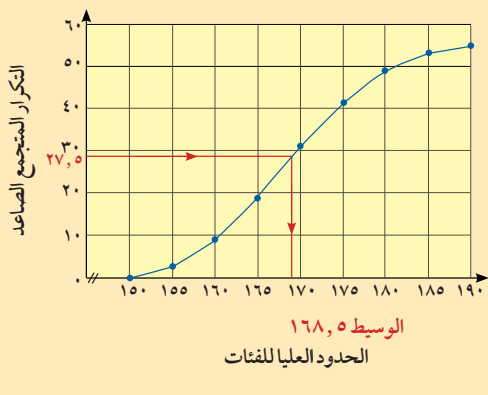 التكرار المتجمع الصاعد
٦٠
٥٠
٤٠
٣٠
٢٧,٥
٢٠
١٠
٠
١٥٠ ١٥٥ ١٦٠ ١٦٥ ١٧٠ ١٧٥ ١٨٠ ١٨٥ ١٩٠
الوسيط ١٦٨,٥
الحدود العليا للفئات